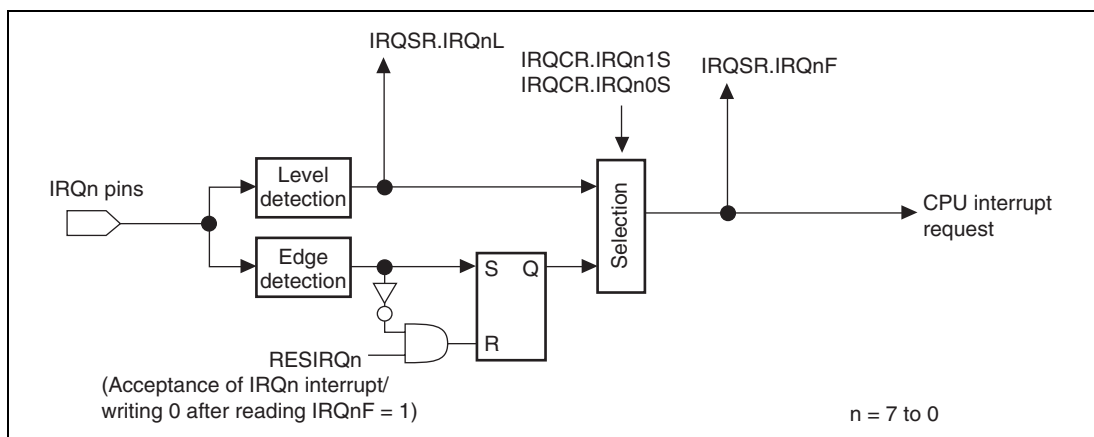 IRQSR.IRQnL
IRQCR.IRQn1S
IRQCR.IRQn0S
IRQSR.IRQnF
IRQn pins
Level
detection
Edge
detection
S Q
R
Selection
CPU interrupt
request
RESIRQn
(Acceptance of IRQn interrupt/
writing 0 after reading IRQnF = 1)
n = 7 to 0